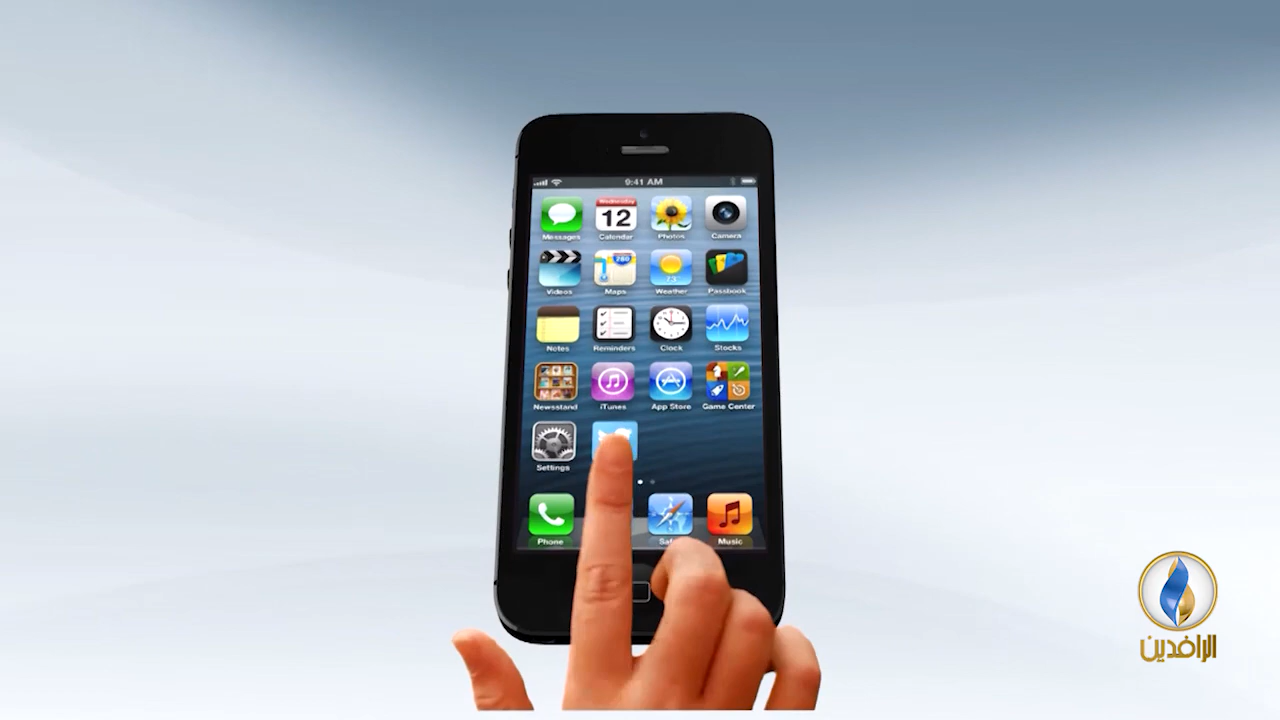 9:41 AM
Wednesday
12
Messages Calendar Photos Camera
280
73°
Videos Maps Weather Passbook
Notes Reminders Clock Stocks
Newsstand iTunes App Store Game Center
Settings
Phone Music
الرافدين